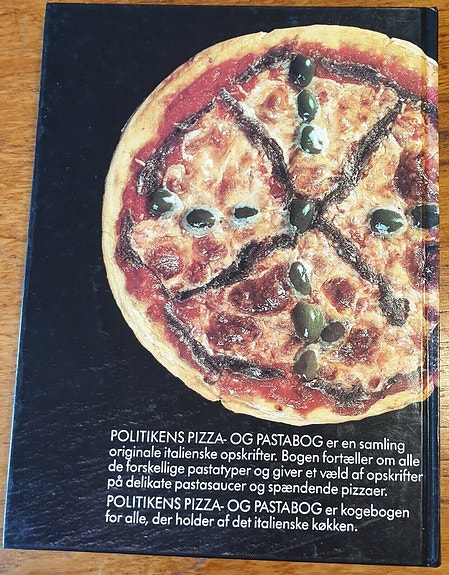 POLITIKENS PIZZA- OG PASTABOG er en samling
originale italienske opskrifter. Bogen fortæller om alle
de forskellige pastatyper og giver et væld af opskrifter
på delikate pastasaucer og spændende pizzaer.
POLITIKENS PIZZA- OG PASTABOG er kogebogen
for alle, der holder af det italienske køkken.